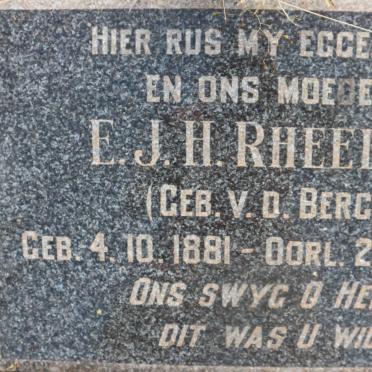 HIER RUS MY EGGE
EN ONS MOEDE
E. J. H. RHEE
(GEB. V. D. BERG
GEB. 4. 10. 1881 - OORL. 2
ONS SWYG O HE
DIT WAS U WIL